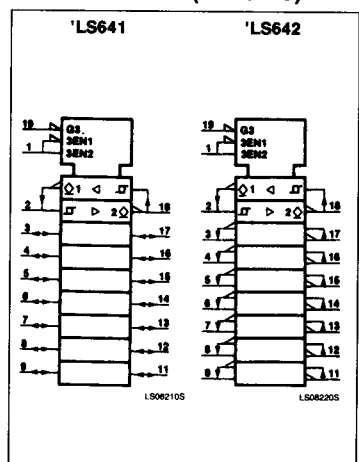 'LS641 'LS642
19 G3. 19 G3
3EN1 3EN1
1 3EN2 1 3EN2
1 1
2 2 18 2 2 18
3 17 3 17
4 16 4 16
5 15 5 15
6 14 6 14
7 13 7 13
8 12 8 12
9 11 9 11
LS08210S LS08220S